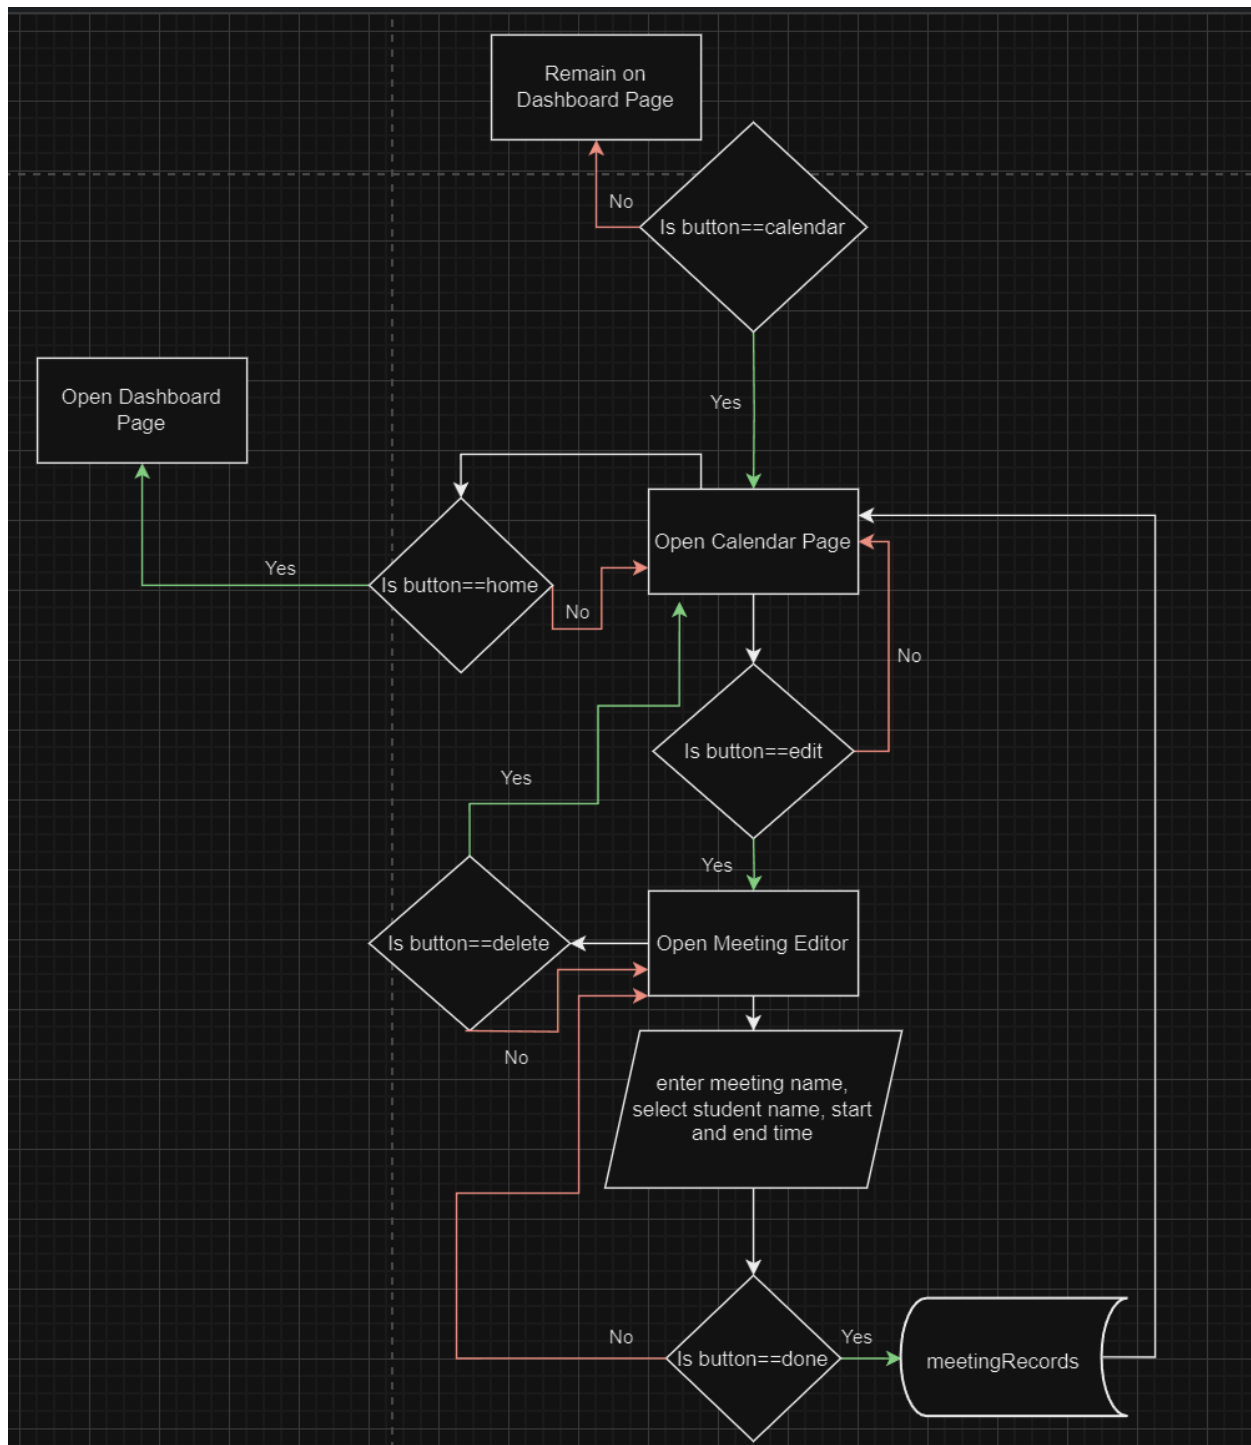 Remain on
Dashboard Page
No
Is button==calendar
Yes
Open Dashboard
Page
Open Calendar Page
Yes
Is button==home
No
No
Is button==edit
Yes
Yes
Is button==delete
Open Meeting Editor
No
enter meeting name,
select student name, start
and end time
No
Is button==done
Yes
meetingRecords